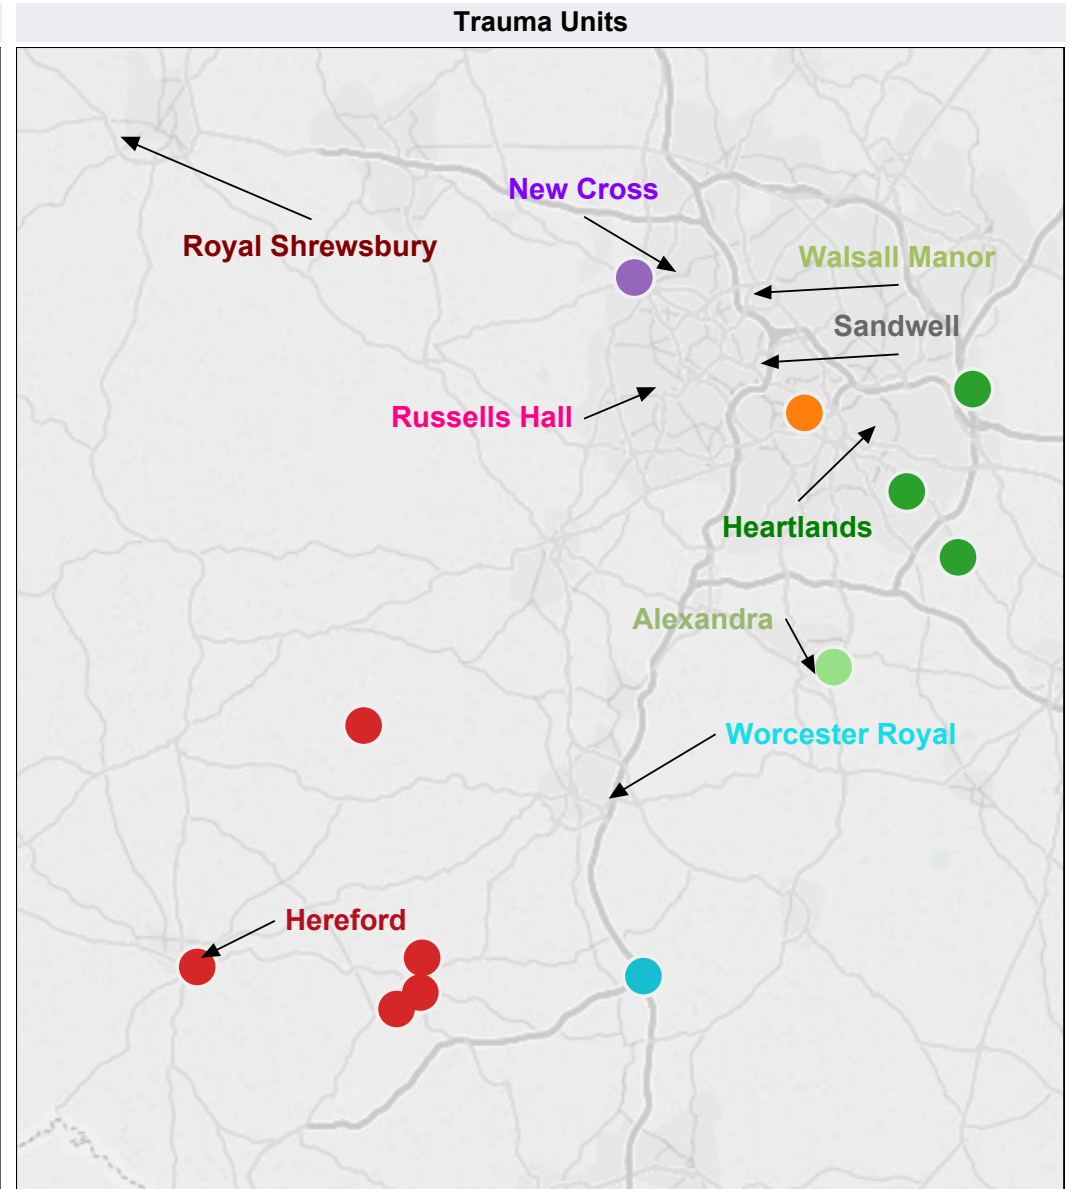 Trauma Units
New Cross
Royal Shrewsbury
Walsall Manor
Sandwell
Russells Hall
Heartlands
Alexandra
Worcester Royal
Hereford